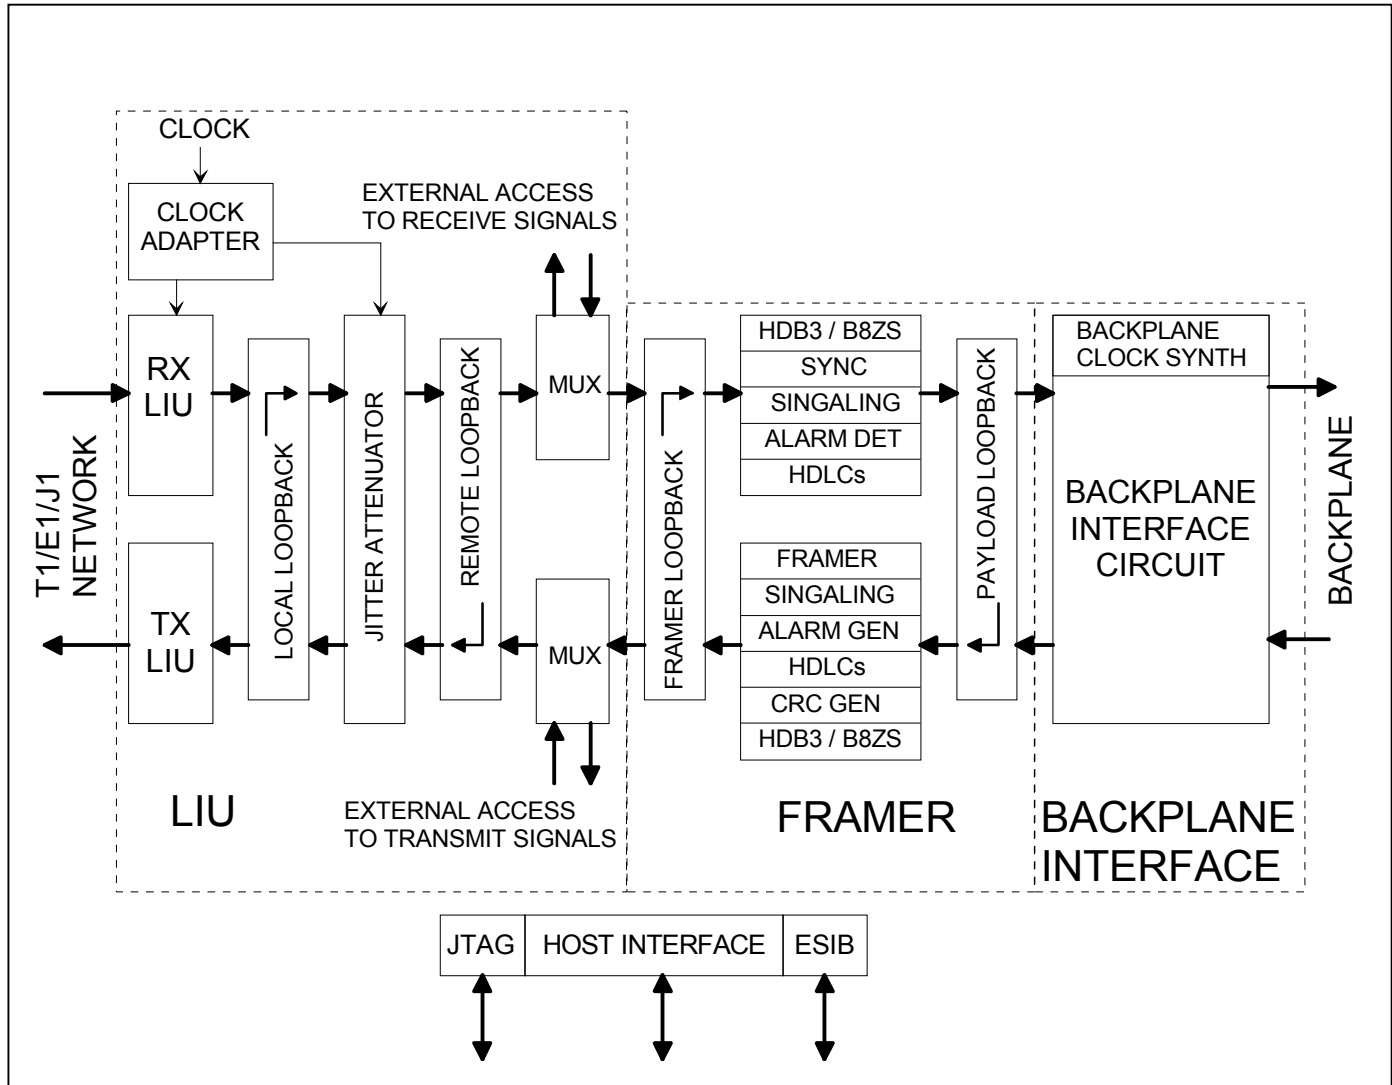 CLOCK
CLOCK
ADAPTER
EXTERNAL ACCESS
TO RECEIVE SIGNALS
T1/E1/J1
NETWORK
RX
LIU
TX
LIU
LOCAL LOOPBACK
JITTER ATTENUATOR
REMOTE LOOPBACK
MUX
MUX
EXTERNAL ACCESS
TO TRANSMIT SIGNALS
LIU
FRAMER LOOPBACK
HDB3 / B8ZS
SYNC
SINGALING
ALARM DET
HDLCs
FRAMER
SINGALING
ALARM GEN
HDLCs
CRC GEN
HDB3 / B8ZS
PAYLOAD LOOPBACK
FRAMER
BACKPLANE
CLOCK SYNTH
BACKPLANE
INTERFACE
CIRCUIT
BACKPLANE
BACKPLANE
INTERFACE
JTAG
HOST INTERFACE
ESIB